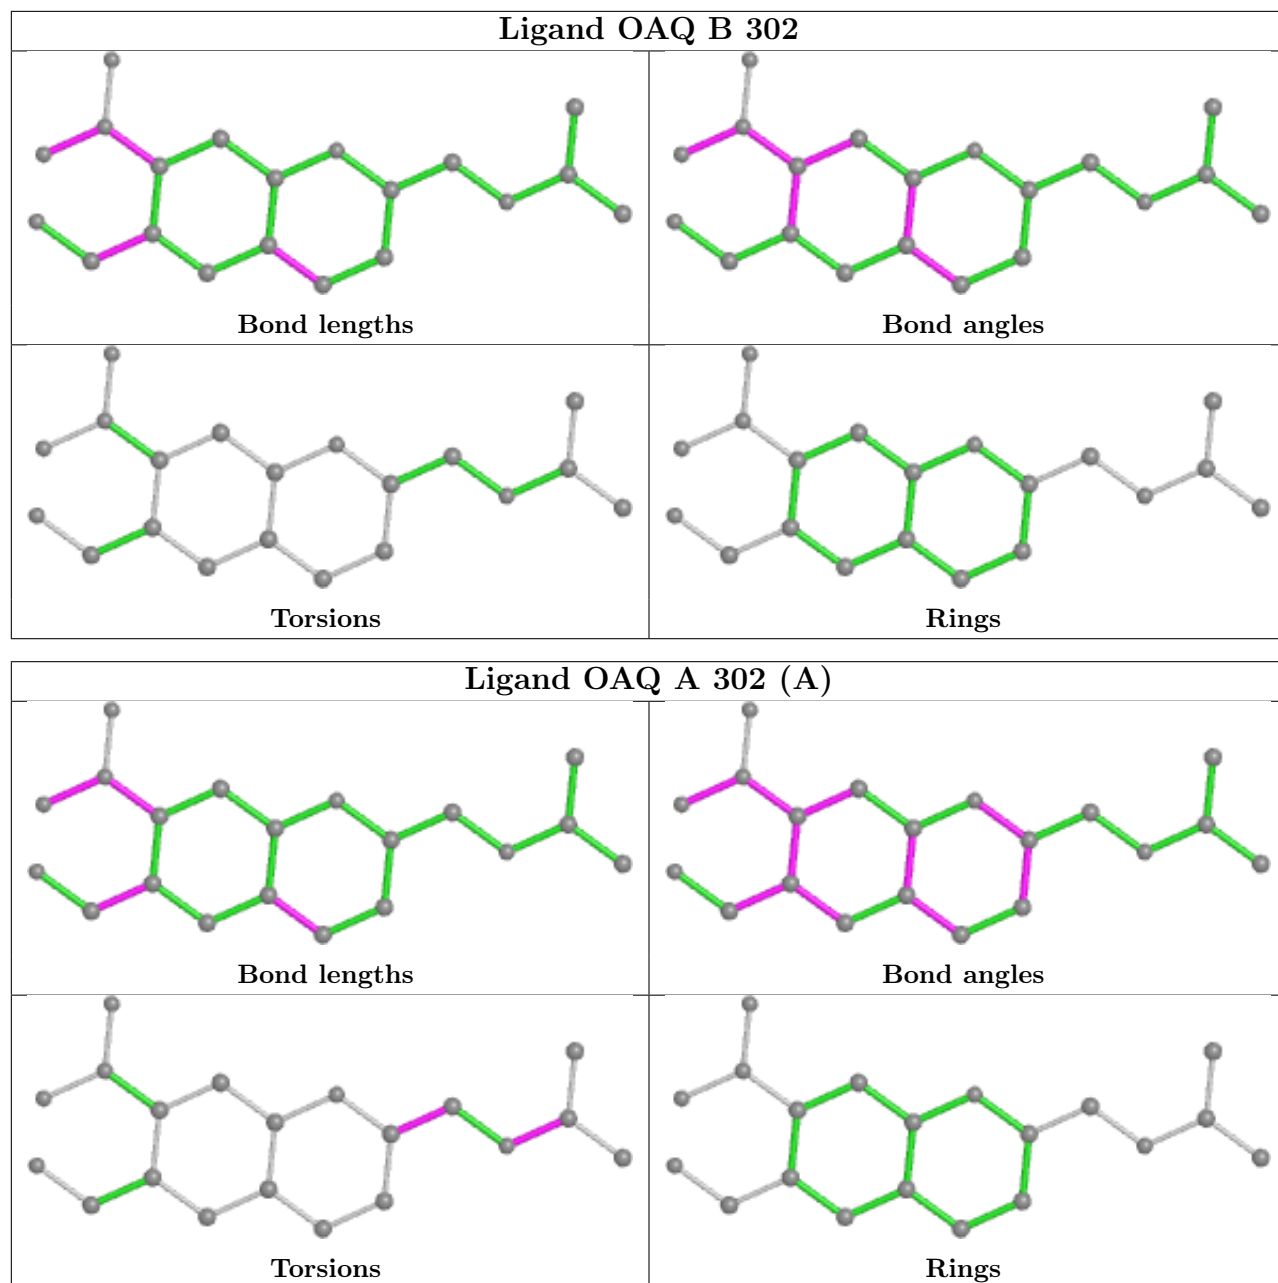 Ligand OAQ B 302
Bond lengths
Bond angles
Torsions
Rings
Ligand OAQ A 302 (A)
Bond lengths
Bond angles
Torsions
Rings